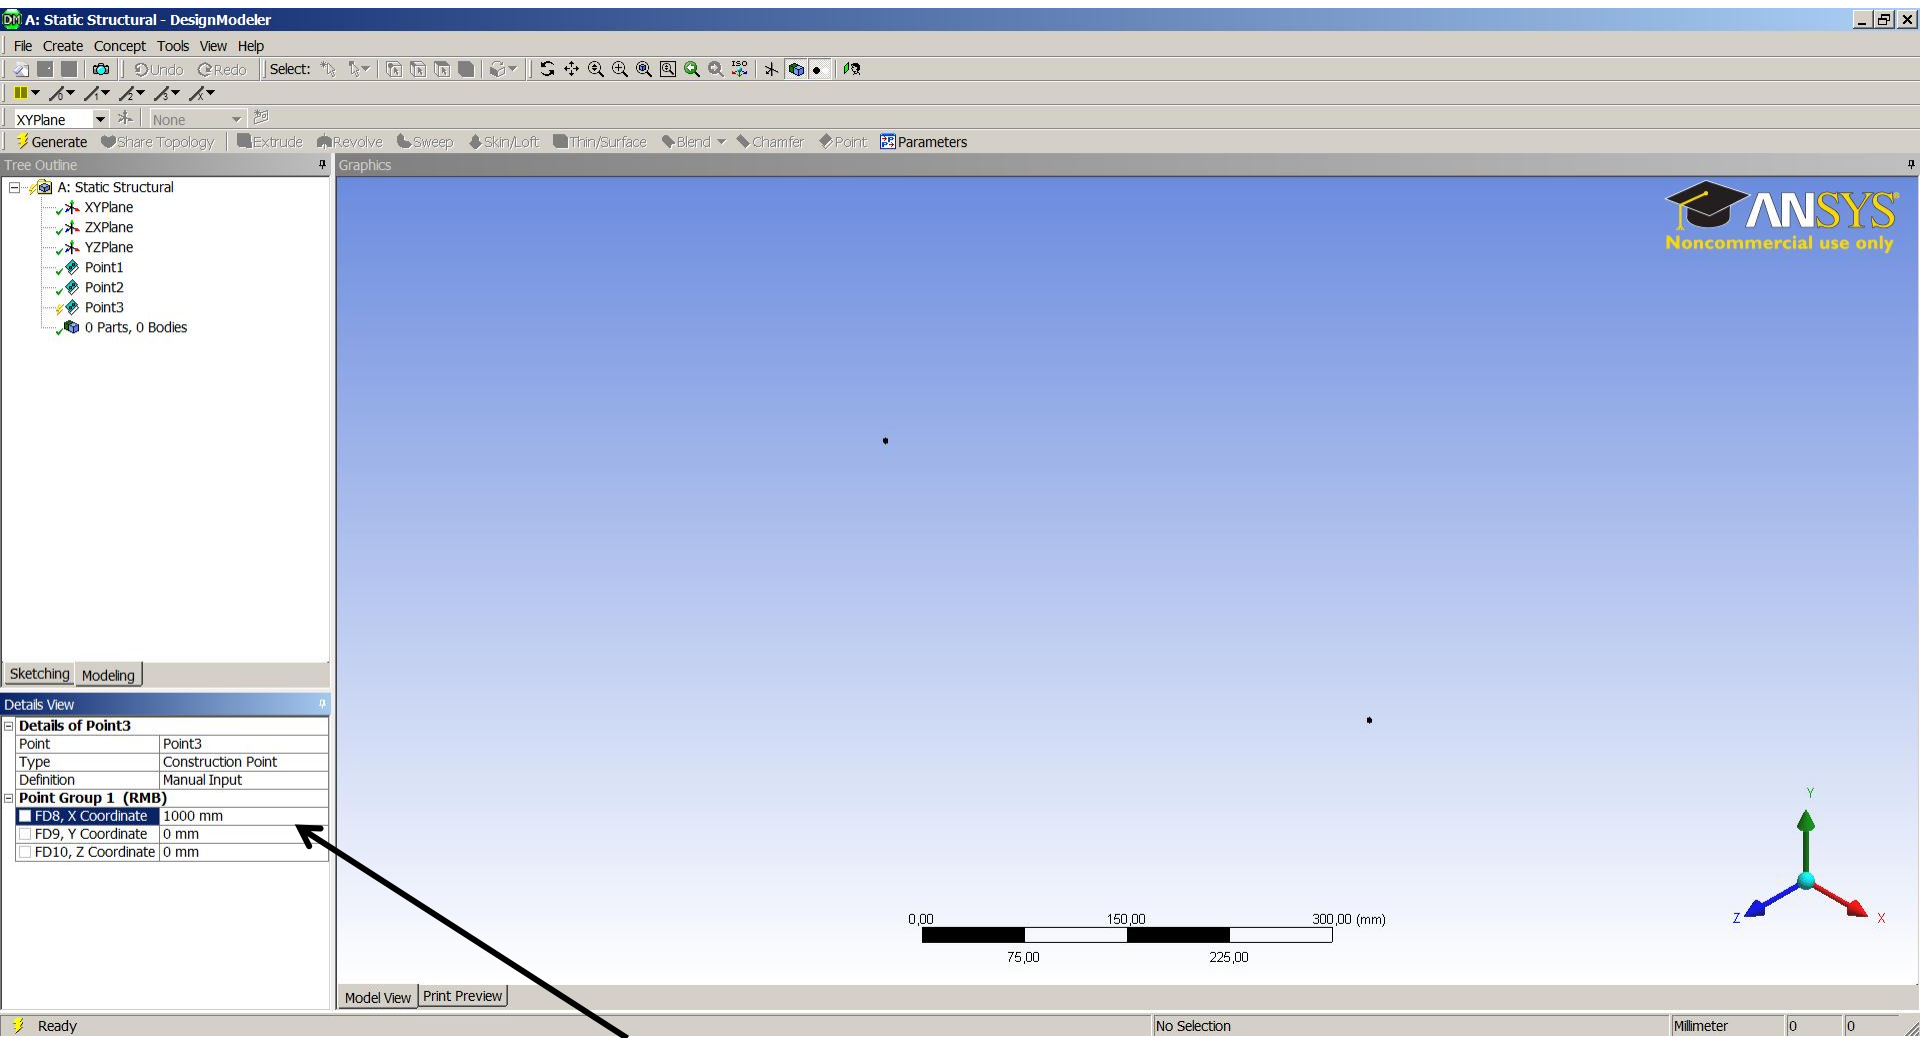 A: Static Structural - DesignModeler
File Create Concept Tools View Help
Undo Redo Select: ISO
0 1 2 3 x
XYPlane None
Generate Share Topology Extrude Revolve Sweep Skin/Loft Thin/Surface Blend Chamfer Point Parameters
Tree Outline
A: Static Structural
XYPlane
ZXPlane
YZPlane
Point1
Point2
Point3
0 Parts, 0 Bodies
Sketching Modeling
Details View
Details of Point3
Point Point3
Type Construction Point
Definition Manual Input
Point Group 1 (RMB)
FD8, X Coordinate 1000 mm
FD9, Y Coordinate 0 mm
FD10, Z Coordinate 0 mm
Graphics
ANSYS
Noncommercial use only
Y
Z X
0,00 150,00 300,00 (mm)
75,00 225,00
Model View Print Preview
Ready No Selection Millimeter 0 0